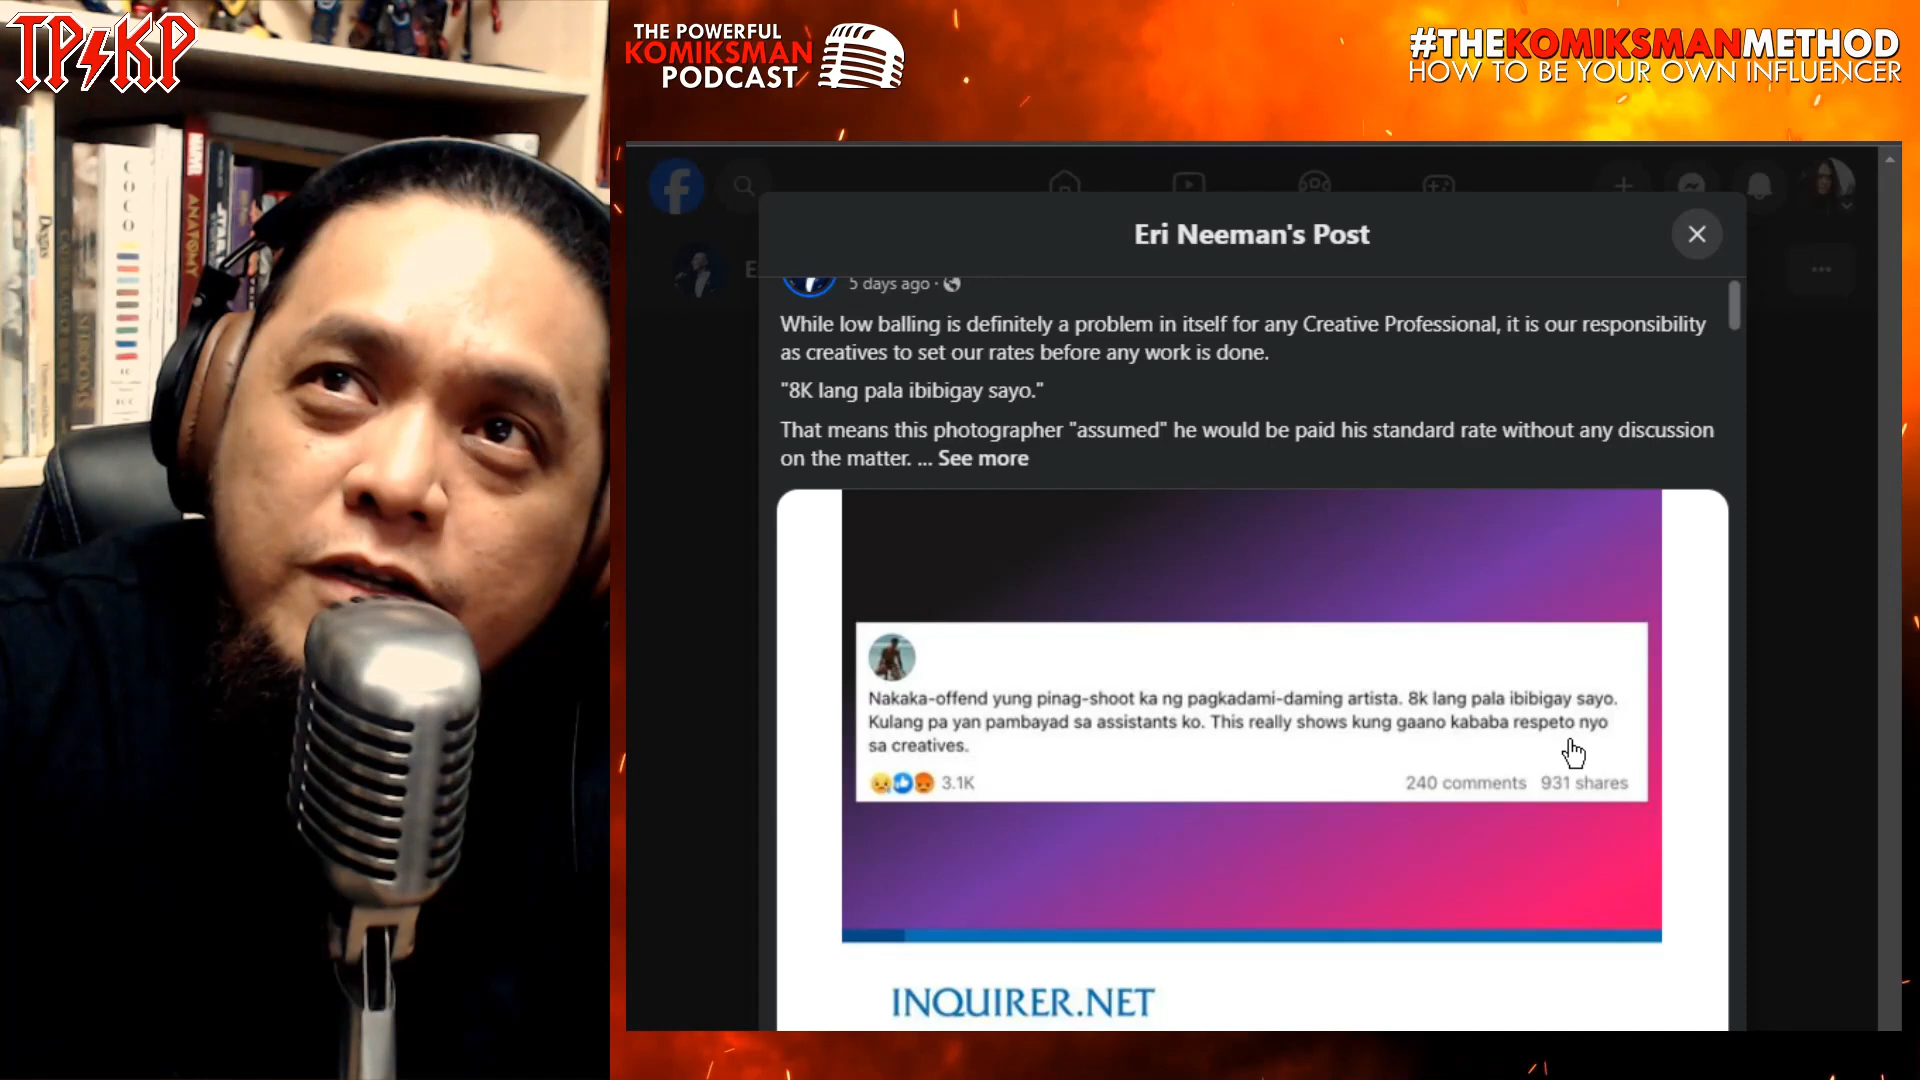 TPKP
THE POWERFUL
KOMIKSMAN
PODCAST
#THEKOMIKSMANMETHOD
HOW TO BE YOUR OWN INFLUENCER
COCO
MARVEL
ANATOMY
STAR
Eri Neeman's Post
E
5 days ago ·
While low balling is definitely a problem in itself for any Creative Professional, it is our responsibility
as creatives to set our rates before any work is done.
"8K lang pala ibibigay sayo."
That means this photographer "assumed" he would be paid his standard rate without any discussion
on the matter. ... See more
Nakaka-offend yung pinag-shoot ka ng pagkadami-daming artista. 8k lang pala ibibigay sayo.
Kulang pa yan pambayad sa assistants ko. This really shows kung gaano kababa respeto nyo
sa creatives.
3.1K
240 comments 931 shares
INQUIRER.NET